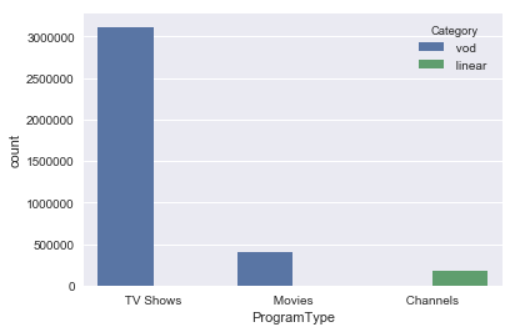 Category
vod
linear
3000000
2500000
2000000
1500000
1000000
500000
0
count
TV Shows Movies Channels
ProgramType